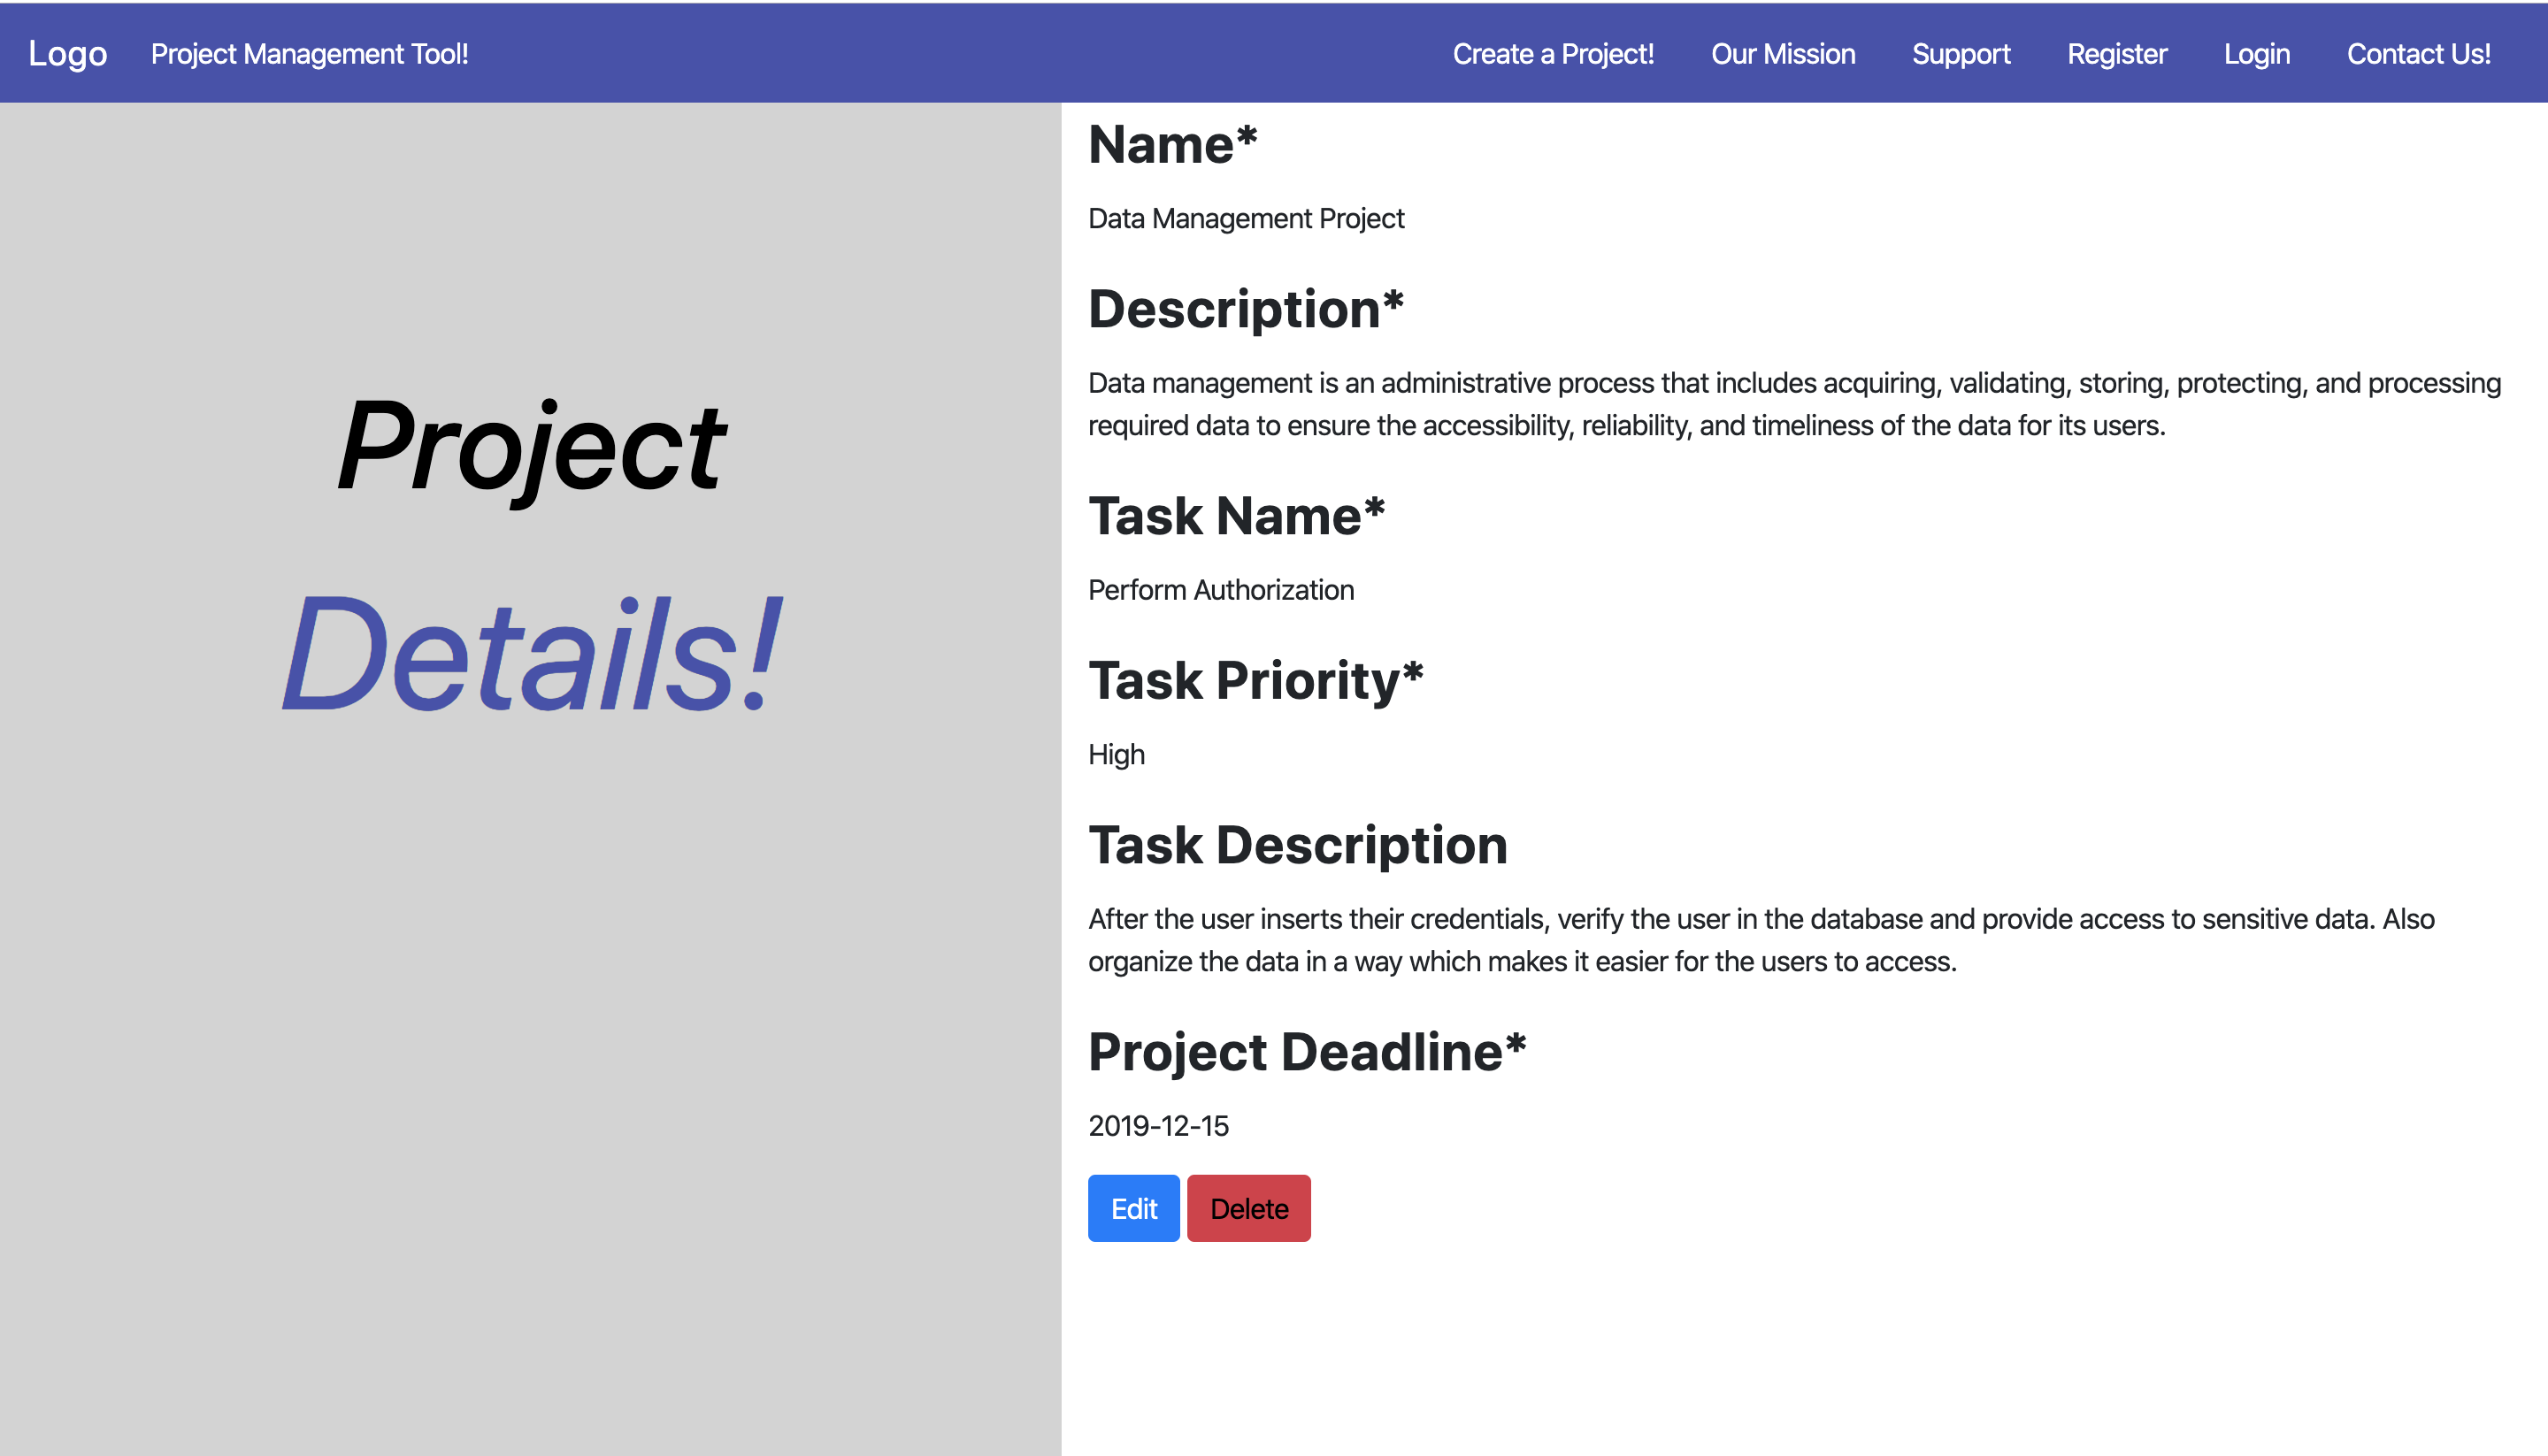 Logo Project Management Tool! Create a Project! Our Mission Support Register Login Contact Us!
Project
Details!
Name*
Data Management Project
Description*
Data management is an administrative process that includes acquiring, validating, storing, protecting, and processing
required data to ensure the accessibility, reliability, and timeliness of the data for its users.
Task Name*
Perform Authorization
Task Priority*
High
Task Description
After the user inserts their credentials, verify the user in the database and provide access to sensitive data. Also
organize the data in a way which makes it easier for the users to access.
Project Deadline*
2019-12-15
Edit Delete